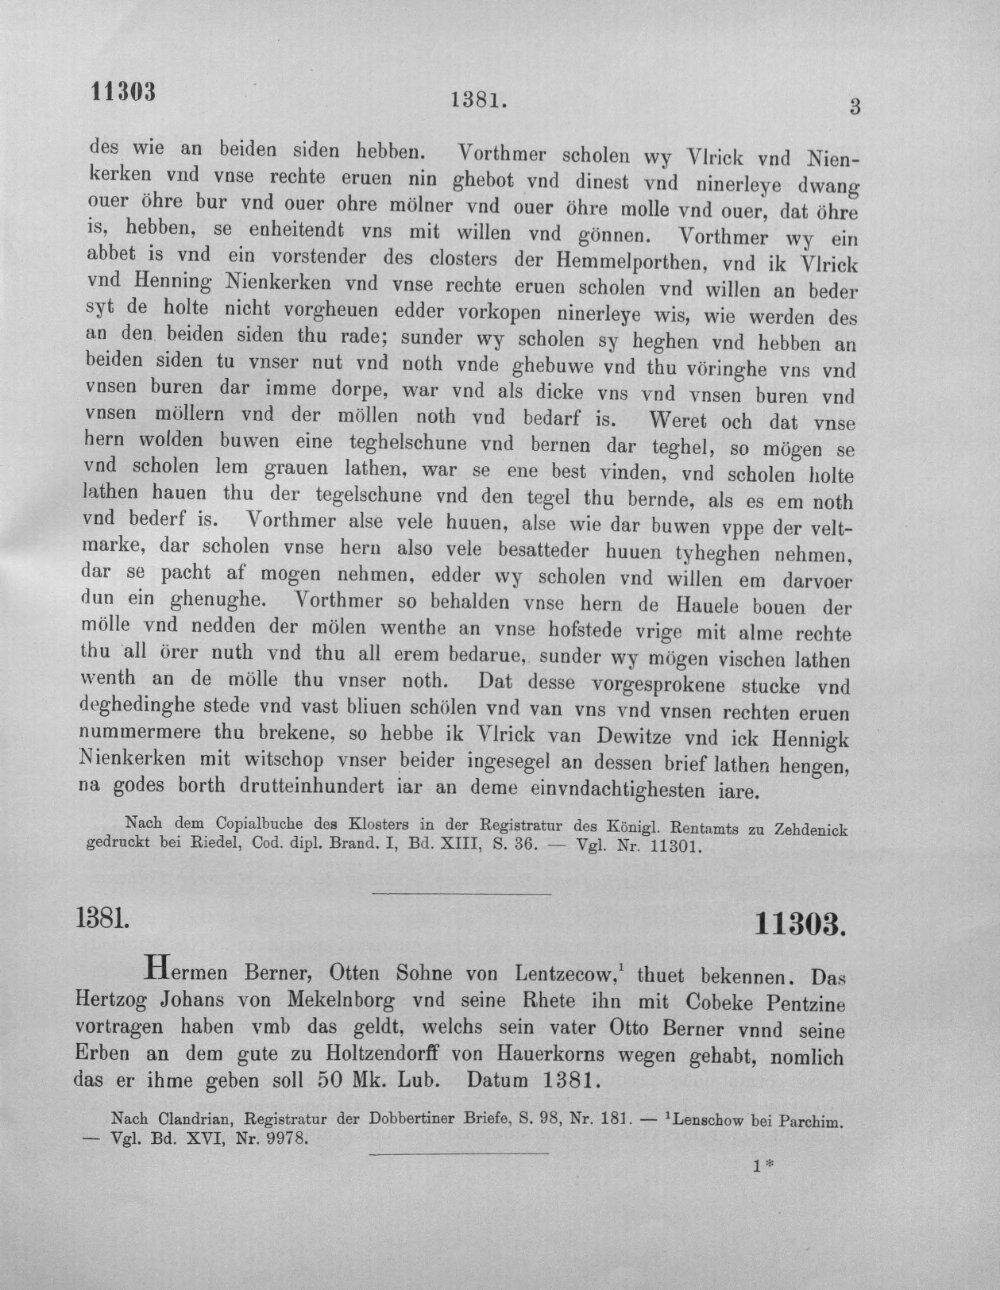 11303 1381. 3
des wie an beiden siden hebben. Vorthmer scholen wy Vlrick vnd Nien-
kerken vnd vnse rechte eruen nin ghebot vnd dinest vnd ninerleye dwang
ouer öhre bur vnd ouer ohre mölner vnd ouer öhre molle vnd ouer, dat öhre
is, hebben, se enheitendt vns mit willen vnd gönnen. Vorthmer wy ein
abbet is vnd ein vorstender des closters der Hemmelporthen, vnd ik Vlrick
vnd Henning Nienkerken vnd vnse rechte eruen scholen vnd willen an beder
syt de holte nicht vorgheuen edder vorkopen ninerleye wis, wie werden des
an den beiden siden thu rade; sunder wy scholen sy heghen vnd hebben an
beiden siden tu vnser nut vnd noth vnde ghebuwe vnd thu vöringhe vns vnd
vnsen buren dar imme dorpe, war vnd als dicke vns vnd vnsen buren vnd
vnsen möllern vnd der möllen noth vnd bedarf is. Weret och dat vnse
hern wolden buwen eine teghelschune vnd bernen dar teghel, so mögen se
vnd scholen lem grauen lathen, war se ene best vinden, vnd scholen holte
lathen hauen thu der tegelschune vnd den tegel thu bernde, als es em noth
vnd bederf is. Vorthmer alse vele huuen, alse wie dar buwen vppe der velt-
marke, dar scholen vnse hern also vele besatteder huuen tyheghen nehmen,
dar se pacht af mogen nehmen, edder wy scholen vnd willen em darvoer
dun ein ghenughe. Vorthmer so behalden vnse hern de Hauele bouen der
mölle vnd nedden der mölen wenthe an vnse hofstede vrige mit alme rechte
thu all örer nuth vnd thu all erem bedarue, sunder wy mögen vischen lathen
wenth an de mölle thu vnser noth. Dat desse vorgesprokene stucke vnd
deghedinghe stede vnd vast bliuen schölen vnd van vns vnd vnsen rechten eruen
nummermere thu brekene, so hebbe ik Vlrick van Dewitze vnd ick Hennigk
Nienkerken mit witschop vnser beider ingesegel an dessen brief lathen hengen,
na godes borth drutteinhundert iar an deme einvndachtighesten iare.
Nach dem Copialbuche des Klosters in der Registratur des Königl. Rentamts zu Zehdenick
gedruckt bei Riedel, Cod. dipl. Brand. I, Bd. XIII, S. 36. — Vgl. Nr. 11301.
1381. 11303.
Hermen Berner, Otten Sohne von Lentzecow,¹ thuet bekennen. Das
Hertzog Johans von Mekelnborg vnd seine Rhete ihn mit Cobeke Pentzine
vortragen haben vmb das geldt, welchs sein vater Otto Berner vnnd seine
Erben an dem gute zu Holtzendorff von Hauerkorns wegen gehabt, nomlich
das er ihme geben soll 50 Mk. Lub. Datum 1381.
Nach Clandrian, Registratur der Dobbertiner Briefe, S. 98, Nr. 181. — ¹Lenschow bei Parchim.
— Vgl. Bd. XVI, Nr. 9978.
1*